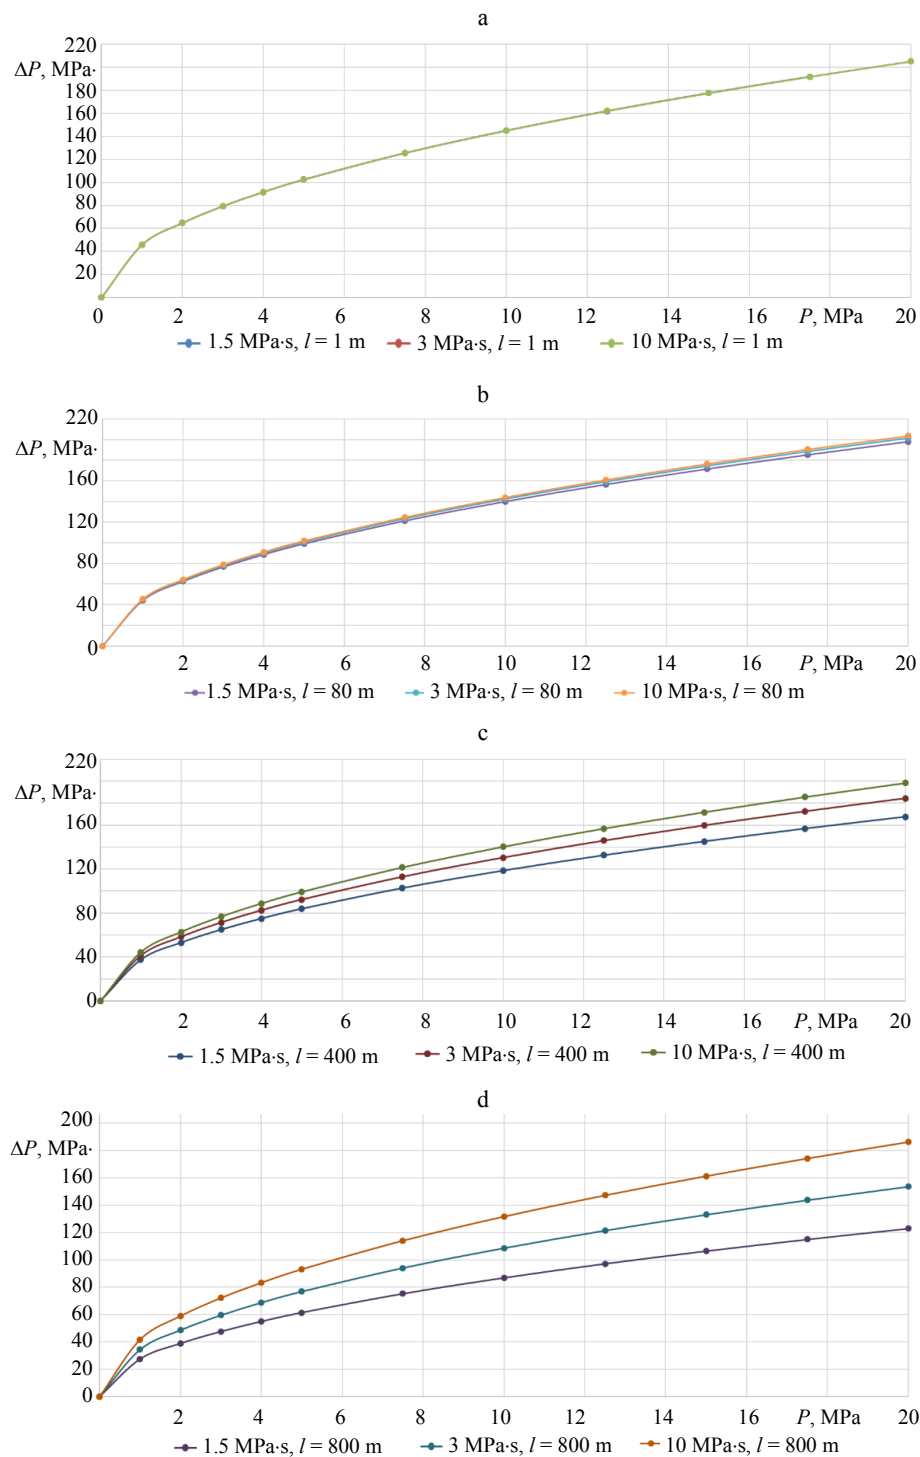 a
220
ΔP, MPa·
180
160
140
120
100
80
60
40
20
0 2 4 6 8 10 12 14 16 P, MPa 20
1.5 MPa·s, l = 1 m 3 MPa·s, l = 1 m 10 MPa·s, l = 1 m
b
220
ΔP, MPa·
160
120
80
40
0
2 4 6 8 10 12 14 16 P, MPa 20
1.5 MPa·s, l = 80 m 3 MPa·s, l = 80 m 10 MPa·s, l = 80 m
c
220
ΔP, MPa·
160
120
80
40
0
2 4 6 8 10 12 14 16 P, MPa 20
1.5 MPa·s, l = 400 m 3 MPa·s, l = 400 m 10 MPa·s, l = 400 m
d
200
ΔP, MPa·
160
140
120
100
80
60
40
20
0
2 4 6 8 10 12 14 16 P, MPa 20
1.5 MPa·s, l = 800 m 3 MPa·s, l = 800 m 10 MPa·s, l = 800 m